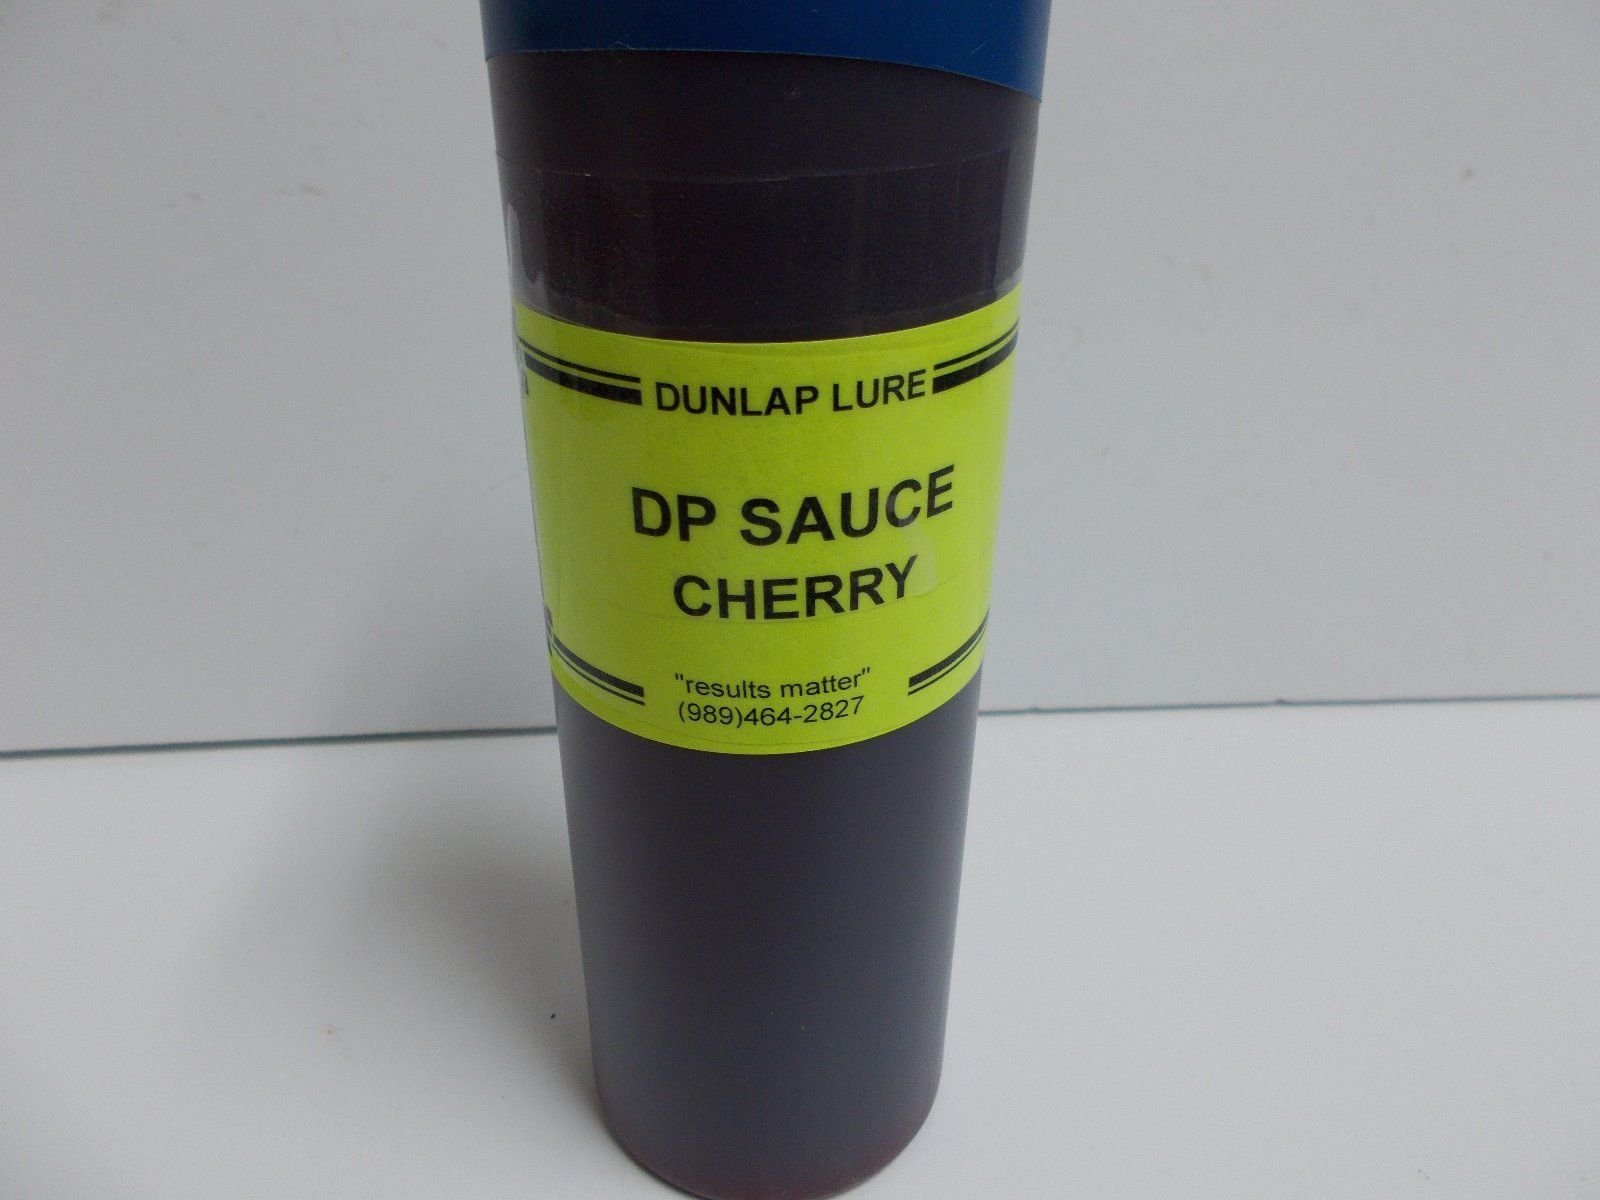 DUNLAP LURE
DP SAUCE
CHERRY
"results matter"
(989)464-2827